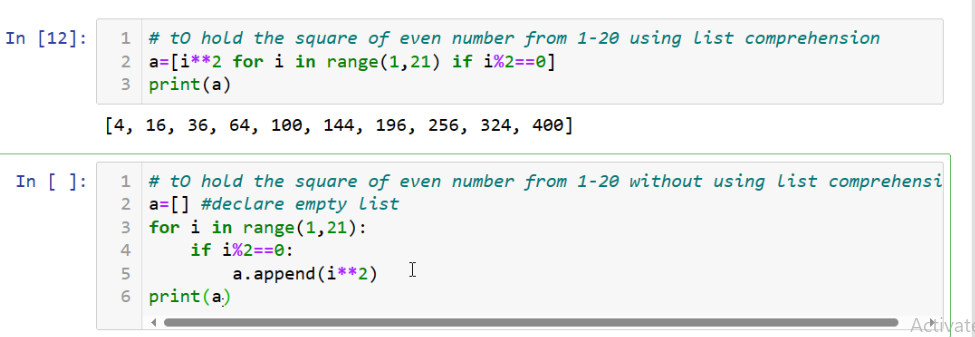 In [12]:
1 # tO hold the square of even number from 1-20 using list comprehension
2 a=[i**2 for i in range(1,21) if i%2==0]
3 print(a)
[4, 16, 36, 64, 100, 144, 196, 256, 324, 400]
In [ ]:
1 # tO hold the square of even number from 1-20 without using list comprehensi
2 a=[] #declare empty list
3 for i in range(1,21):
4     if i%2==0:
5         a.append(i**2)
6 print(a)
Activate